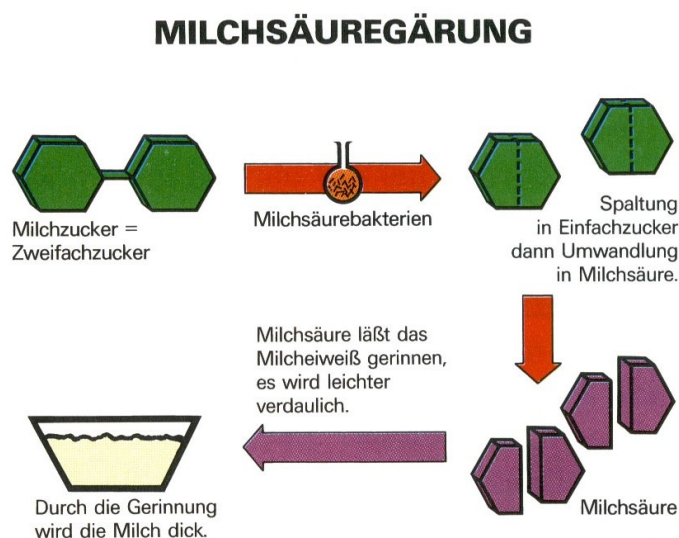 MILCHSÄUREGÄRUNG
Milchzucker =
Zweifachzucker
Milchsäurebakterien
Spaltung
in Einfachzucker
dann Umwandlung
in Milchsäure.
Milchsäure läßt das
Milcheiweiß gerinnen,
es wird leichter
verdaulich.
Milchsäure
Durch die Gerinnung
wird die Milch dick.